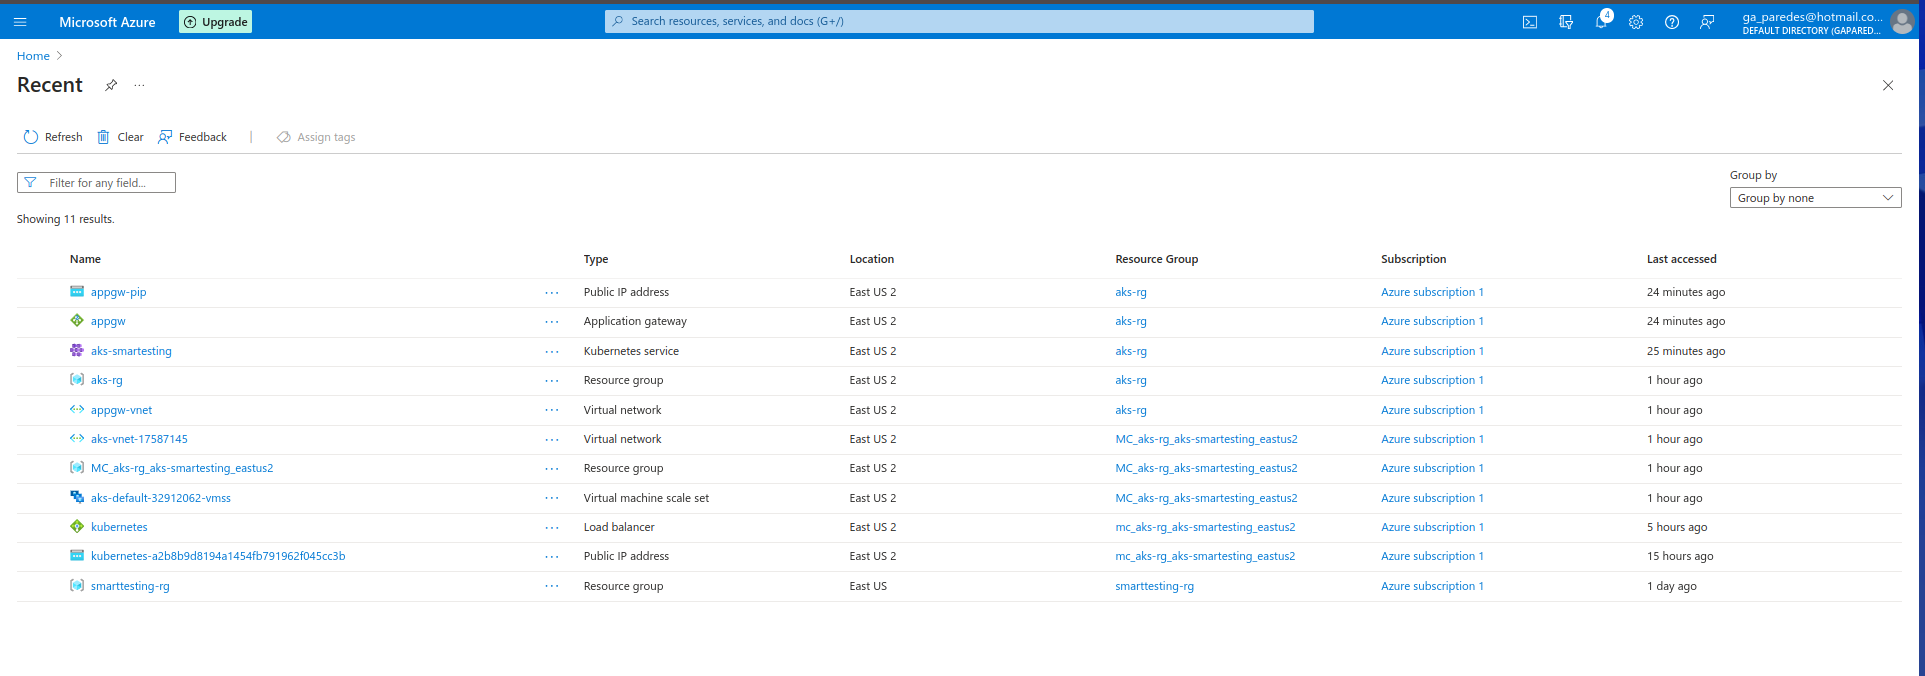 Microsoft Azure Upgrade Search resources, services, and docs (G+/) 4 ga_paredes@hotmail.co...
DEFAULT DIRECTORY (GAPARED...
Home
Recent ...
Refresh Clear Feedback | Assign tags
Filter for any field... Group by
Group by none
Showing 11 results.
Name Type Location Resource Group Subscription Last accessed
appgw-pip ... Public IP address East US 2 aks-rg Azure subscription 1 24 minutes ago
appgw ... Application gateway East US 2 aks-rg Azure subscription 1 24 minutes ago
aks-smartesting ... Kubernetes service East US 2 aks-rg Azure subscription 1 25 minutes ago
aks-rg ... Resource group East US 2 aks-rg Azure subscription 1 1 hour ago
appgw-vnet ... Virtual network East US 2 aks-rg Azure subscription 1 1 hour ago
aks-vnet-17587145 ... Virtual network East US 2 MC_aks-rg_aks-smartesting_eastus2 Azure subscription 1 1 hour ago
MC_aks-rg_aks-smartesting_eastus2 ... Resource group East US 2 MC_aks-rg_aks-smartesting_eastus2 Azure subscription 1 1 hour ago
aks-default-32912062-vmss ... Virtual machine scale set East US 2 MC_aks-rg_aks-smartesting_eastus2 Azure subscription 1 1 hour ago
kubernetes ... Load balancer East US 2 mc_aks-rg_aks-smartesting_eastus2 Azure subscription 1 5 hours ago
kubernetes-a2b8b9d8194a1454fb791962f045cc3b ... Public IP address East US 2 mc_aks-rg_aks-smartesting_eastus2 Azure subscription 1 15 hours ago
smarttesting-rg ... Resource group East US smarttesting-rg Azure subscription 1 1 day ago